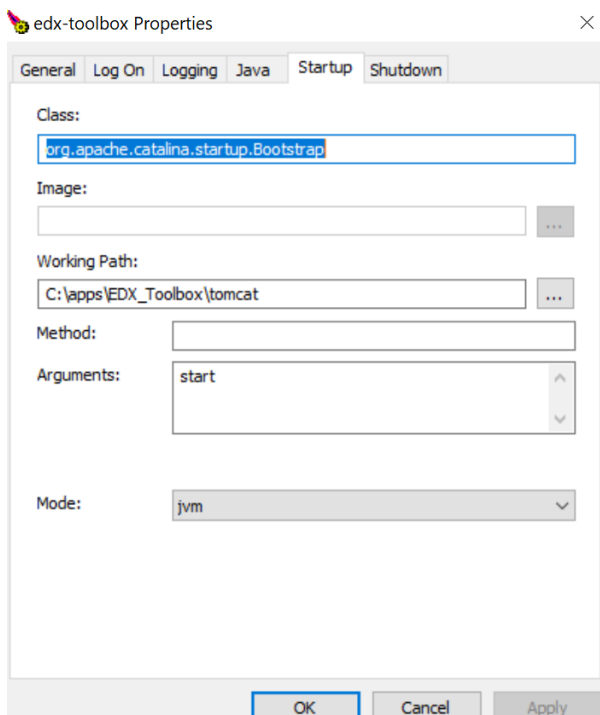 edx-toolbox Properties
General Log On Logging Java Startup Shutdown
Class:
org.apache.catalina.startup.Bootstrap
Image:
...
Working Path:
C:\apps\EDX_Toolbox\tomcat
...
Method:
Arguments:
start
Mode:
jvm
OK Cancel Apply